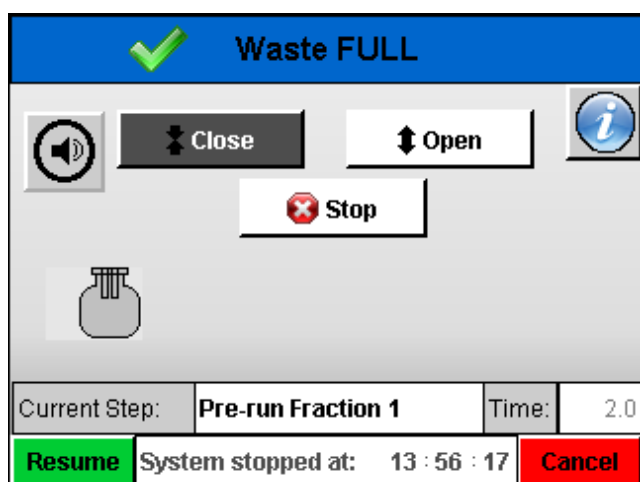 Waste FULL
Close Open
Stop
Current Step: Pre-run Fraction 1 Time: 2.0
Resume System stopped at: 13 : 56 : 17 Cancel